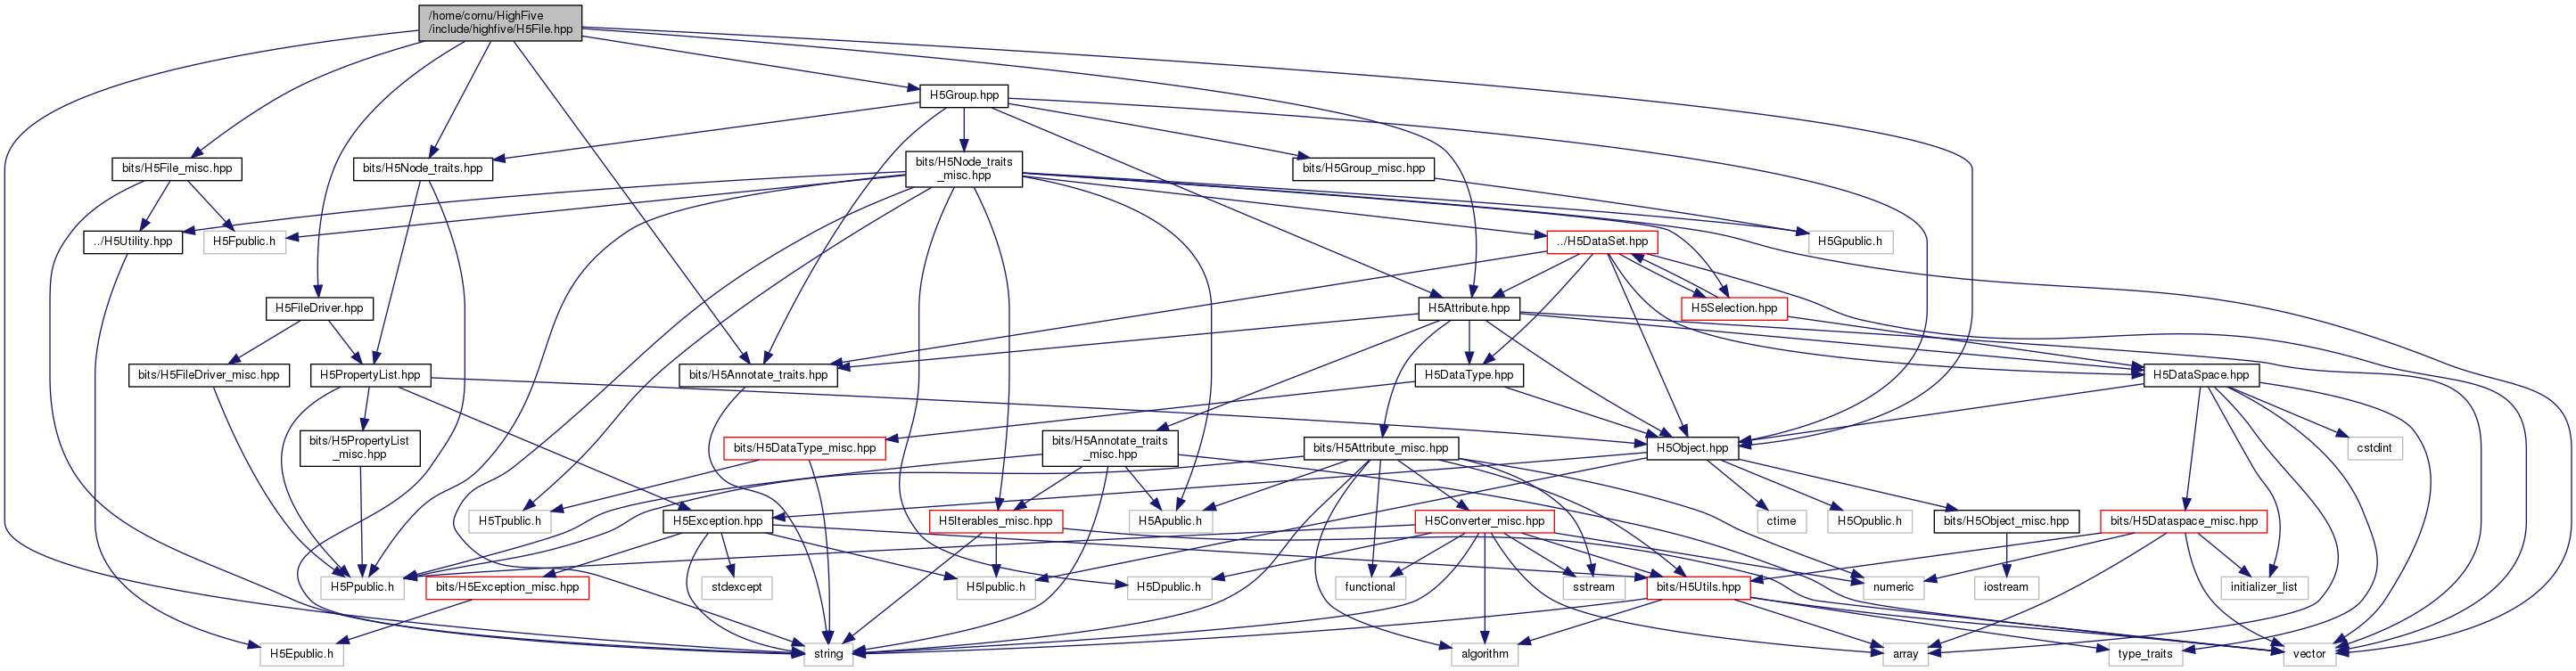 /home/cornu/HighFive
/include/highfive/H5File.hpp
H5Group.hpp
bits/H5File_misc.hpp
bits/H5Node_traits.hpp
bits/H5Node_traits
_misc.hpp
bits/H5Group_misc.hpp
../H5Utility.hpp
H5Fpublic.h
../H5DataSet.hpp
H5Gpublic.h
H5FileDriver.hpp
H5Attribute.hpp
H5Selection.hpp
bits/H5FileDriver_misc.hpp
H5PropertyList.hpp
bits/H5Annotate_traits.hpp
H5DataType.hpp
H5DataSpace.hpp
bits/H5PropertyList
_misc.hpp
bits/H5DataType_misc.hpp
bits/H5Annotate_traits
_misc.hpp
bits/H5Attribute_misc.hpp
H5Object.hpp
cstdint
H5Tpublic.h
H5Exception.hpp
H5Iterables_misc.hpp
H5Apublic.h
H5Converter_misc.hpp
ctime
H5Opublic.h
bits/H5Object_misc.hpp
bits/H5Dataspace_misc.hpp
H5Ppublic.h
bits/H5Exception_misc.hpp
stdexcept
H5Ipublic.h
H5Dpublic.h
functional
sstream
bits/H5Utils.hpp
numeric
iostream
initializer_list
H5Epublic.h
string
algorithm
array
type_traits
vector